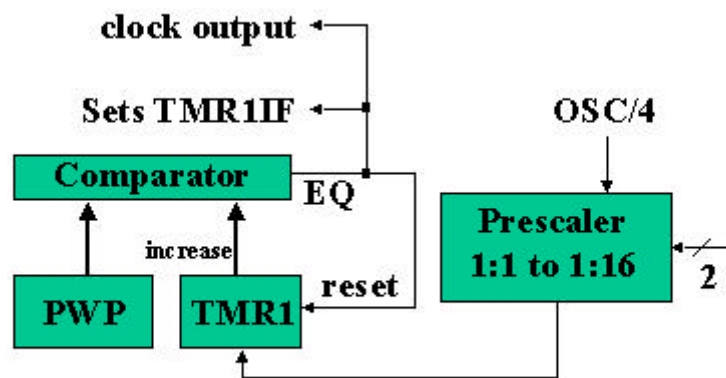 clock output
Sets TMR1IF
OSC/4
Comparator
EQ
Prescaler
1:1 to 1:16
increase
2
PWP
TMR1
reset